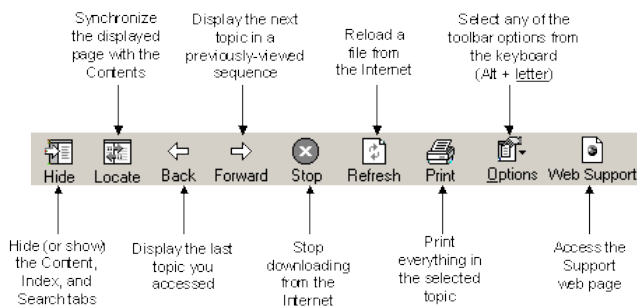 Synchronize
the displayed
page with the
Contents
Display the next
topic in a
previously-viewed
sequence
Reload a
file from
the Internet
Select any of the
toolbar options from
the keyboard
(Alt + letter)
Hide
Locate
Back
Forward
Stop
Refresh
Print
Options
Web Support
Hide (or show)
the Content,
Index, and
Search tabs
Display the last
topic you
accessed
Stop
downloading
from the
Internet
Print
everything in
the selected
topic
Access the
Support
web page